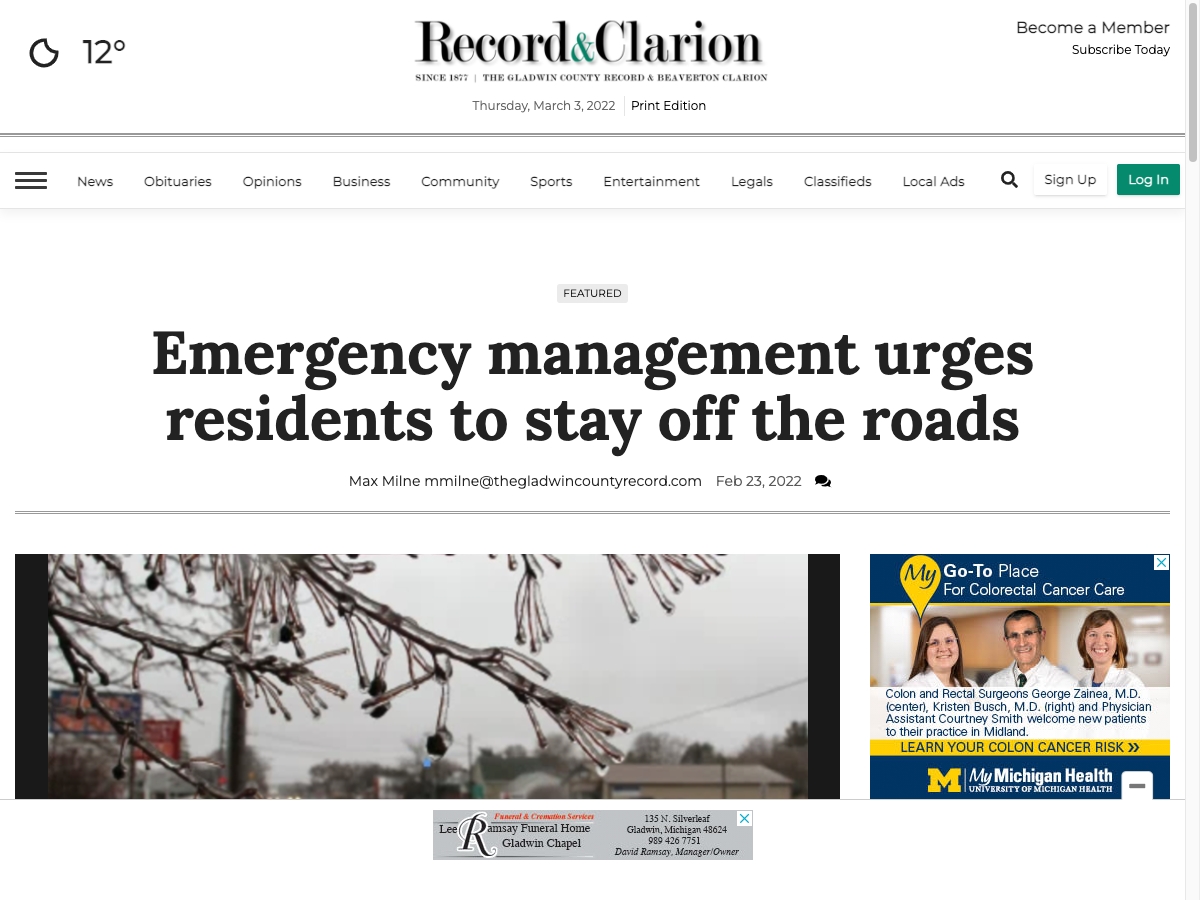 12°
Record&Clarion
SINCE 1877 | THE GLADWIN COUNTY RECORD & BEAVERTON CLARION
Thursday, March 3, 2022
Print Edition
Become a Member
Subscribe Today
News
Obituaries
Opinions
Business
Community
Sports
Entertainment
Legals
Classifieds
Local Ads
Sign Up
Log In
FEATURED
Emergency management urges
residents to stay off the roads
Max Milne mmilne@thegladwincountyrecord.com Feb 23, 2022
My Go-To Place
For Colorectal Cancer Care
Colon and Rectal Surgeons George Zainea, M.D.
(center), Kristen Busch, M.D. (right) and Physician
Assistant Courtney Smith welcome new patients
to their practice in Midland.
LEARN YOUR COLON CANCER RISK »
M My Michigan Health
UNIVERSITY OF MICHIGAN HEALTH
Funeral & Cremation Services
Lee Ramsay Funeral Home
Gladwin Chapel
135 N. Silverleaf
Gladwin, Michigan 48624
989 426 7751
David Ramsay, Manager/Owner